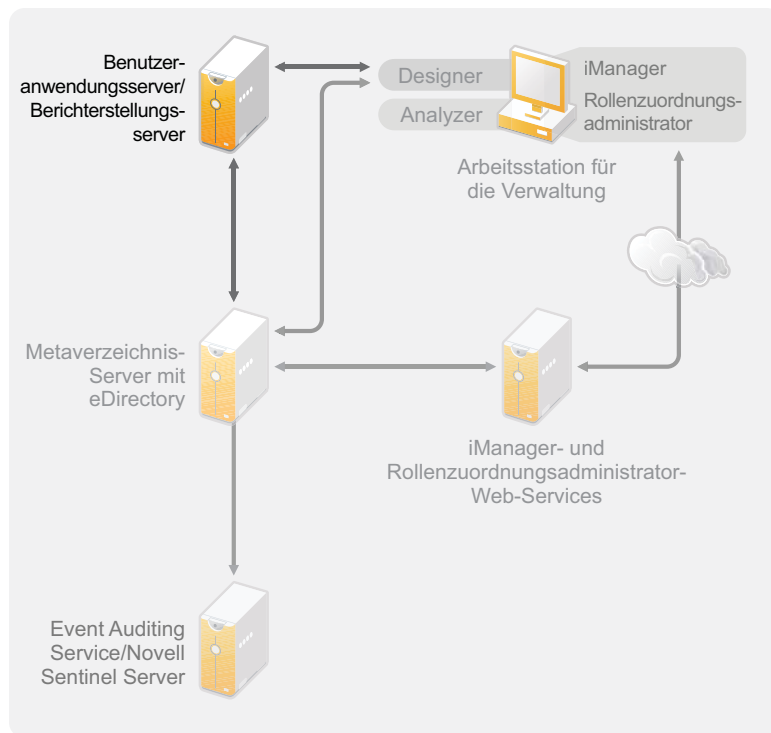 Benutzer-
anwendungsserver/
Berichterstellungs-
server
Designer
Analyzer
iManager
Rollenzuordnungs-
administrator
Arbeitsstation für
die Verwaltung
Metaverzeichnis-
Server mit
eDirectory
iManager- und
Rollenzuordnungsadministrator-
Web-Services
Event Auditing
Service/Novell
Sentinel Server